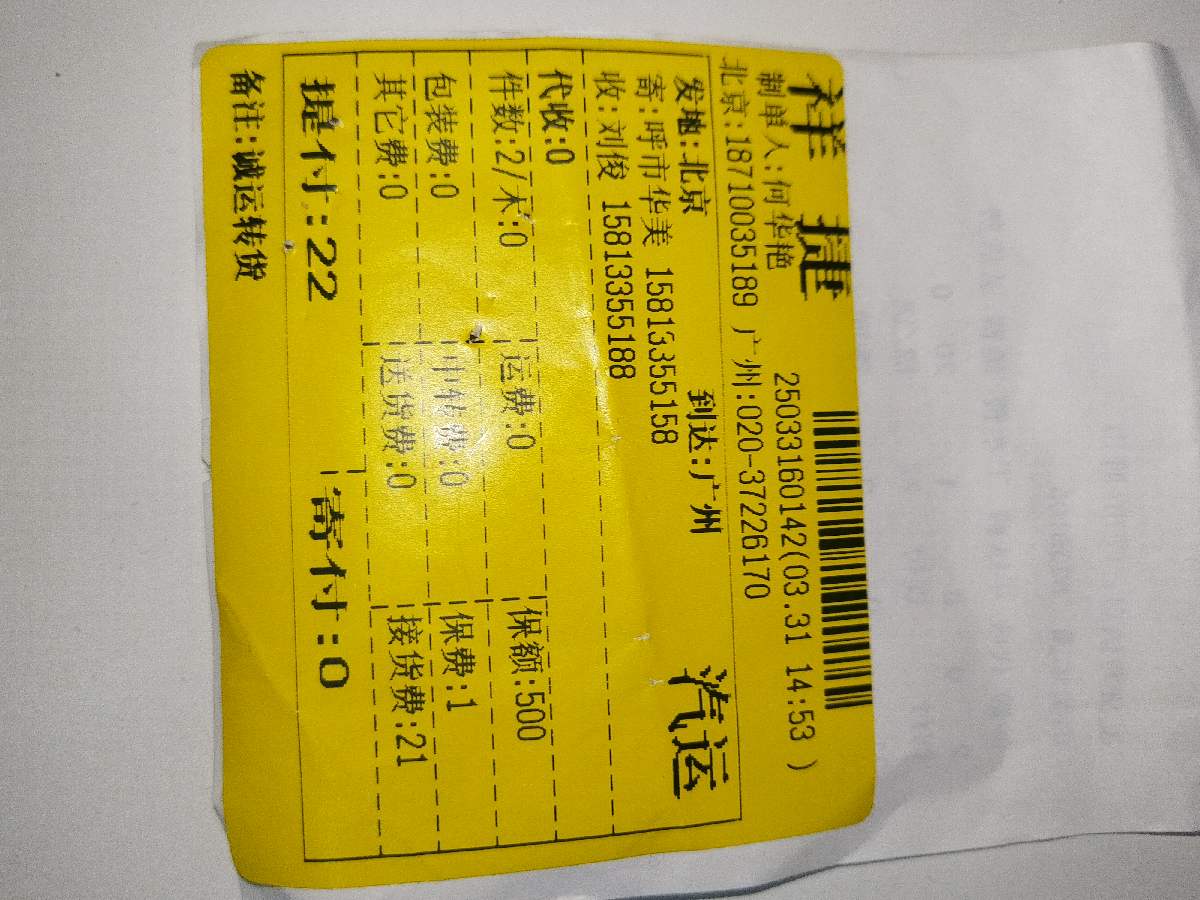 祥 捷
25033160142(03.31 14:53 )
制单人:何华艳
北京:18710035189 广州:020-37226170
发地:北京 到达:广州 汽运
寄:呼市华美 15813355158
收:刘俊 15813355188
代收:0
件数:2/木:0 运费:0 保额:500
包装费:0 中转费:0 保费:1
其它费:0 送货费:0 接货费:21
提付:22 寄付:0
备注:诚运转货